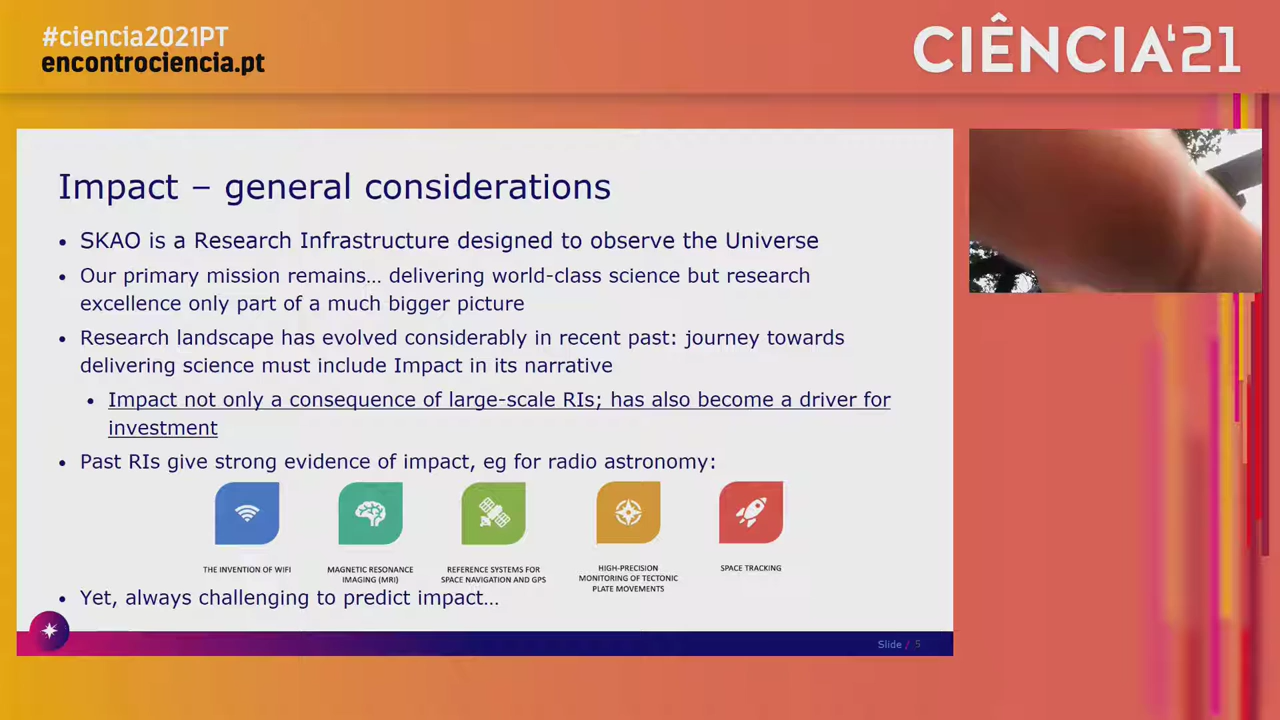 #ciencia2021PT
encontrociencia.pt
CIÊNCIA'21
Impact – general considerations
• SKAO is a Research Infrastructure designed to observe the Universe
• Our primary mission remains… delivering world-class science but research
excellence only part of a much bigger picture
• Research landscape has evolved considerably in recent past: journey towards
delivering science must include Impact in its narrative
• Impact not only a consequence of large-scale RIs; has also become a driver for
investment
• Past RIs give strong evidence of impact, eg for radio astronomy:
THE INVENTION OF WIFI
MAGNETIC RESONANCE
IMAGING (MRI)
REFERENCE SYSTEMS FOR
SPACE NAVIGATION AND GPS
HIGH-PRECISION
MONITORING OF TECTONIC
PLATE MOVEMENTS
SPACE TRACKING
• Yet, always challenging to predict impact…
Slide / 5